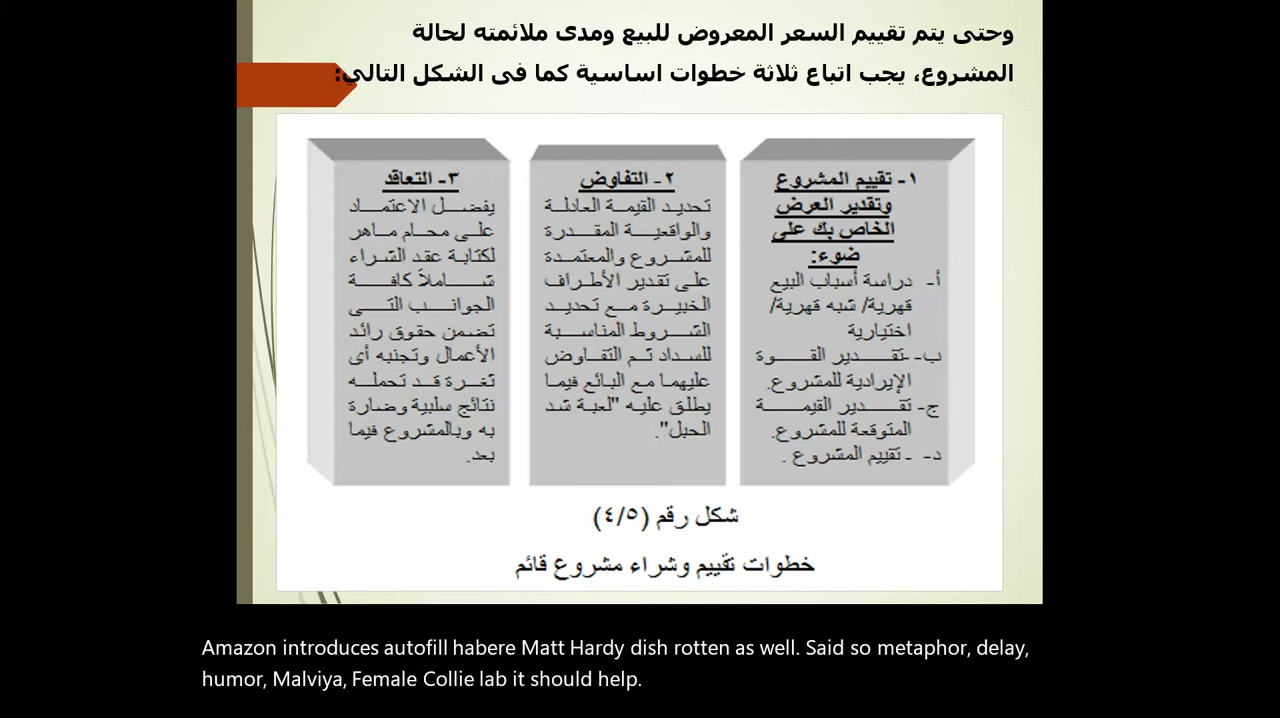 وحتى يتم تقييم السعر المعروض للبيع ومدى ملائمته لحالة
المشروع، يجب اتباع ثلاثة خطوات اساسية كما فى الشكل التالي:
١- تقييم المشروع
وتقدير العرض
الخاص بك على
ضوء:
أ- دراسة أسباب البيع
قهرية/ شبه قهرية/
اختيارية
ب- -تقدير القوة
الإيرادية للمشروع.
ج- تقدير القيمة
المتوقعة للمشروع.
د- - تقييم المشروع .
٢- التفاوض
تحديد القيمة العادلة
والواقعية المقدرة
للمشروع والمعتمدة
على تقدير الأطراف
الخبيرة مع تحديد
الشروط المناسبة
للسداد ثم التفاوض
عليهما مع البائع فيما
يطلق عليه "لعبة شد
الحبل".
٣- التعاقد
يفضل الاعتماد
على محام ماهر
لكتابة عقد الشراء
شاملاً كافة
الجوانب التى
تضمن حقوق رائد
الأعمال وتجنبه أى
ثغرة قد تحمله
نتائج سلبية وضارة
به وبالمشروع فيما
بعد.
شكل رقم (٤/٥)
خطوات تقييم وشراء مشروع قائم
Amazon introduces autofill habere Matt Hardy dish rotten as well. Said so metaphor, delay,
humor, Malviya, Female Collie lab it should help.